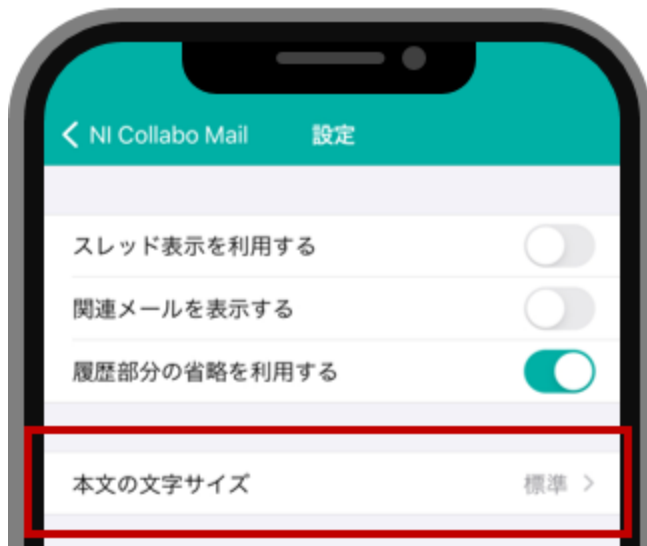 NI Collabo Mail 設定
スレッド表示を利用する
関連メールを表示する
履歴部分の省略を利用する
本文の文字サイズ 標準